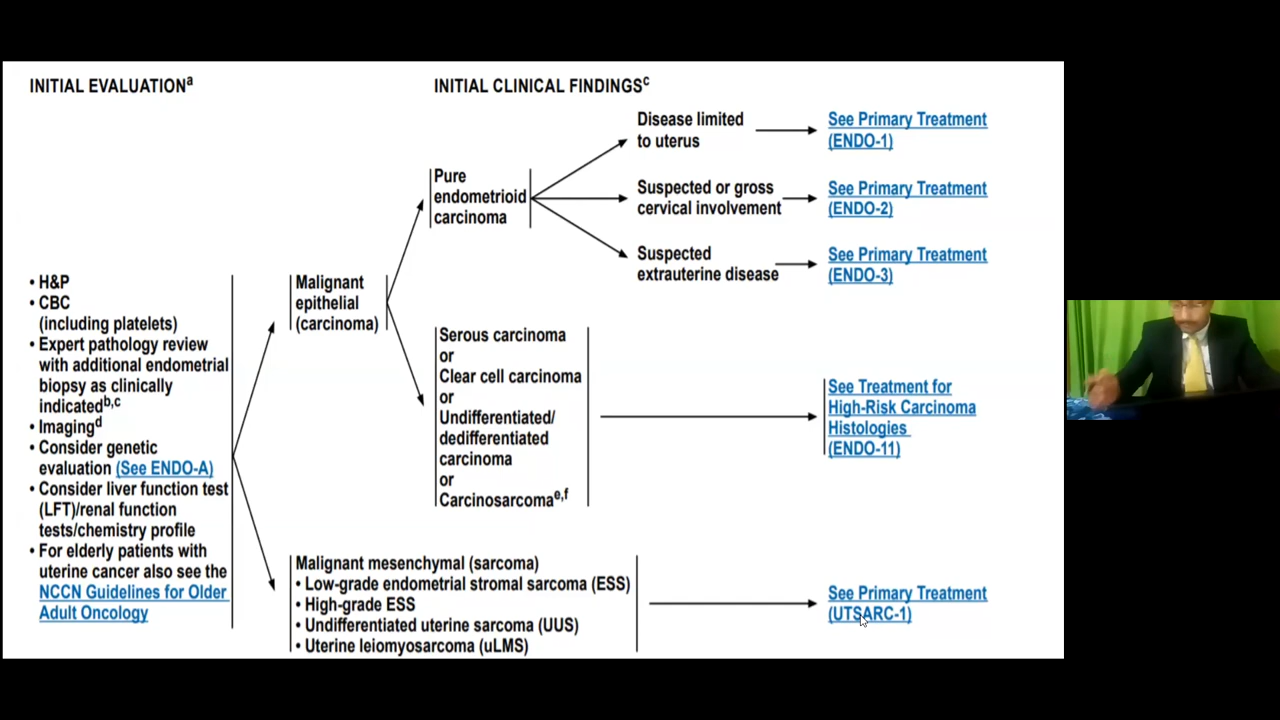 INITIAL EVALUATIONa
INITIAL CLINICAL FINDINGSc
• H&P
• CBC
(including platelets)
• Expert pathology review
with additional endometrial
biopsy as clinically
indicatedb,c
• Imagingd
• Consider genetic
evaluation (See ENDO-A)
• Consider liver function test
(LFT)/renal function
tests/chemistry profile
• For elderly patients with
uterine cancer also see the
NCCN Guidelines for Older
Adult Oncology
Malignant
epithelial
(carcinoma)
Pure
endometrioid
carcinoma
Disease limited
to uterus
See Primary Treatment
(ENDO-1)
Suspected or gross
cervical involvement
See Primary Treatment
(ENDO-2)
Suspected
extrauterine disease
See Primary Treatment
(ENDO-3)
Serous carcinoma
or
Clear cell carcinoma
or
Undifferentiated/
dedifferentiated
carcinoma
or
Carcinosarcomae,f
See Treatment for
High-Risk Carcinoma
Histologies
(ENDO-11)
Malignant mesenchymal (sarcoma)
• Low-grade endometrial stromal sarcoma (ESS)
• High-grade ESS
• Undifferentiated uterine sarcoma (UUS)
• Uterine leiomyosarcoma (uLMS)
See Primary Treatment
(UTSARC-1)